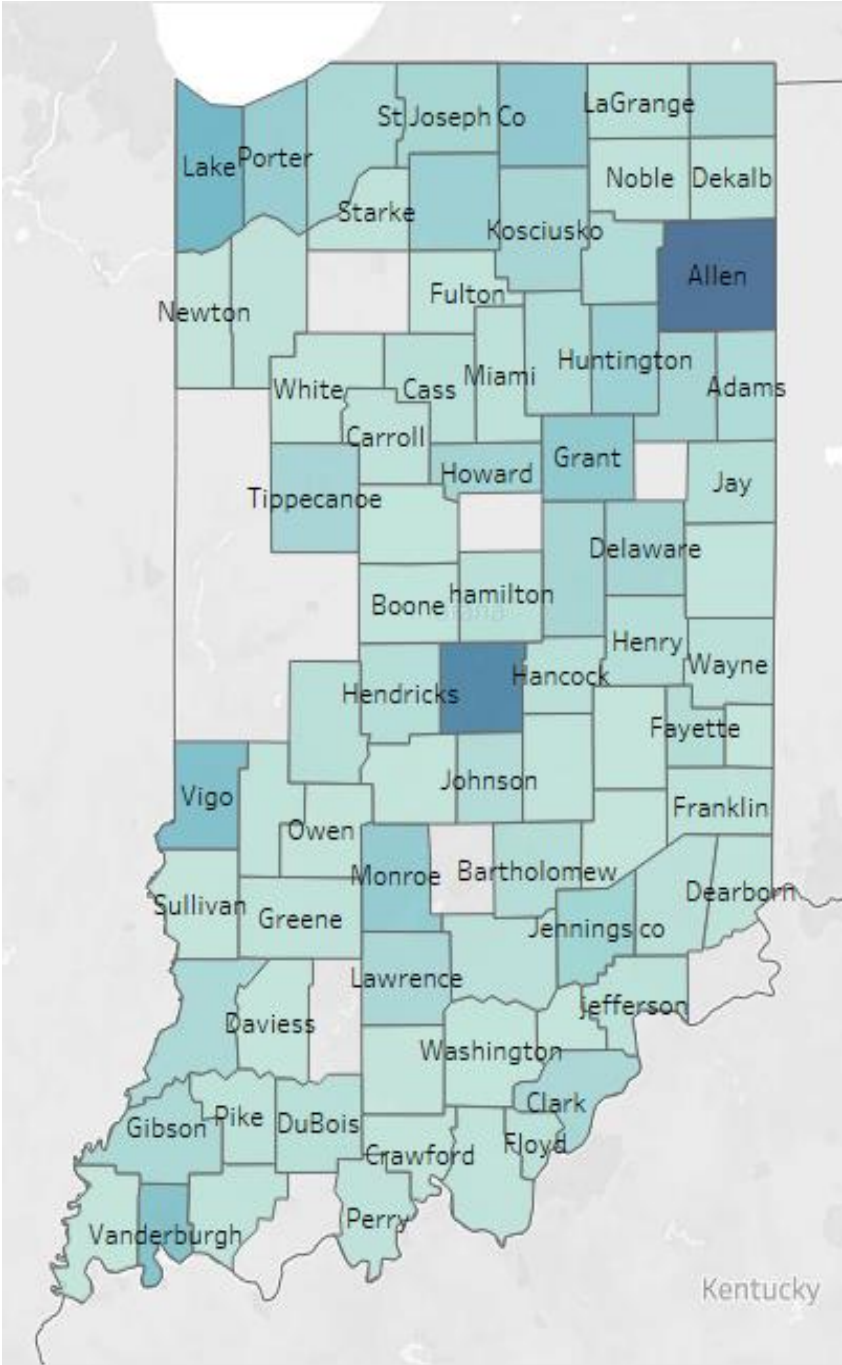 LaGrange
St Joseph Co
Lake
Porter
Noble
Dekalb
Starke
Kosciusko
Allen
Fulton
Newton
Huntington
Miami
White
Cass
Adams
Carroll
Grant
Howard
Jay
Tippecanoe
Delaware
hamilton
Boone
Henry
Wayne
Hancock
Hendricks
Fayette
Johnson
Vigo
Franklin
Owen
Bartholomew
Monroe
Dearborn
Sullivan
Greene
Jennings co
Lawrence
jefferson
Daviess
Washington
Clark
Pike
DuBois
Gibson
Floyd
Crawford
Perry
Vanderburgh
Kentucky